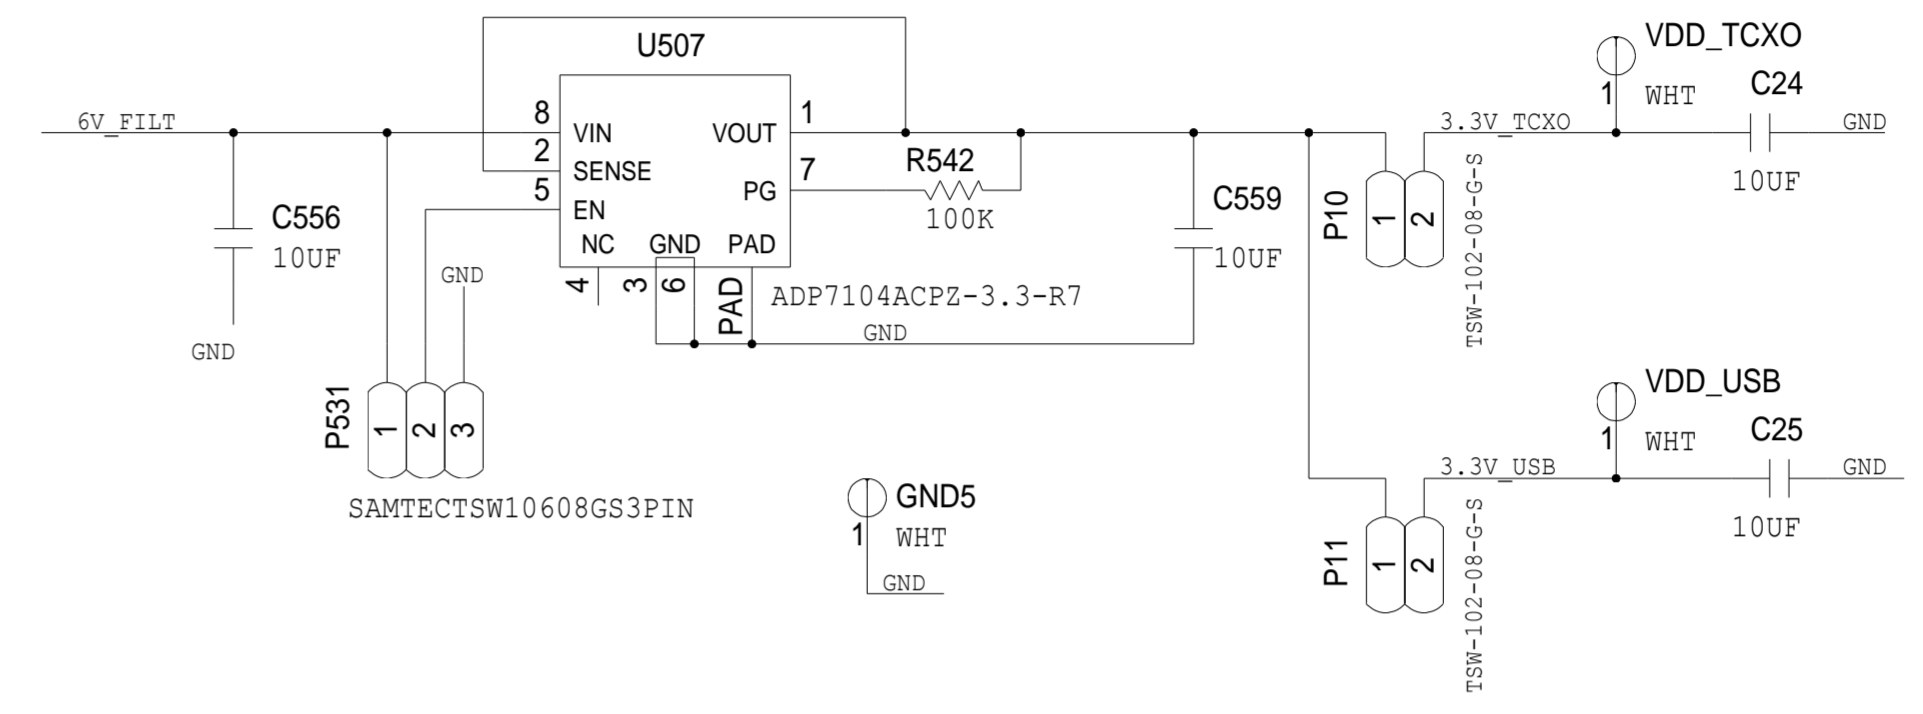 U507
VDD_TCXO
1
WHT
C24
6V_FILT
8
VIN
VOUT
1
3.3V_TCXO
GND
2
SENSE
R542
7
PG
100K
10UF
5
EN
C556
10UF
C559
10UF
P10
1
2
TSW-102-08-G-S
NC
GND
PAD
GND
4
3
6
PAD
ADP7104ACPZ-3.3-R7
GND
GND
P531
1
2
3
SAMTECTSW10608GS3PIN
VDD_USB
1
WHT
C25
3.3V_USB
GND
10UF
GND5
1
WHT
GND
P11
1
2
TSW-102-08-G-S